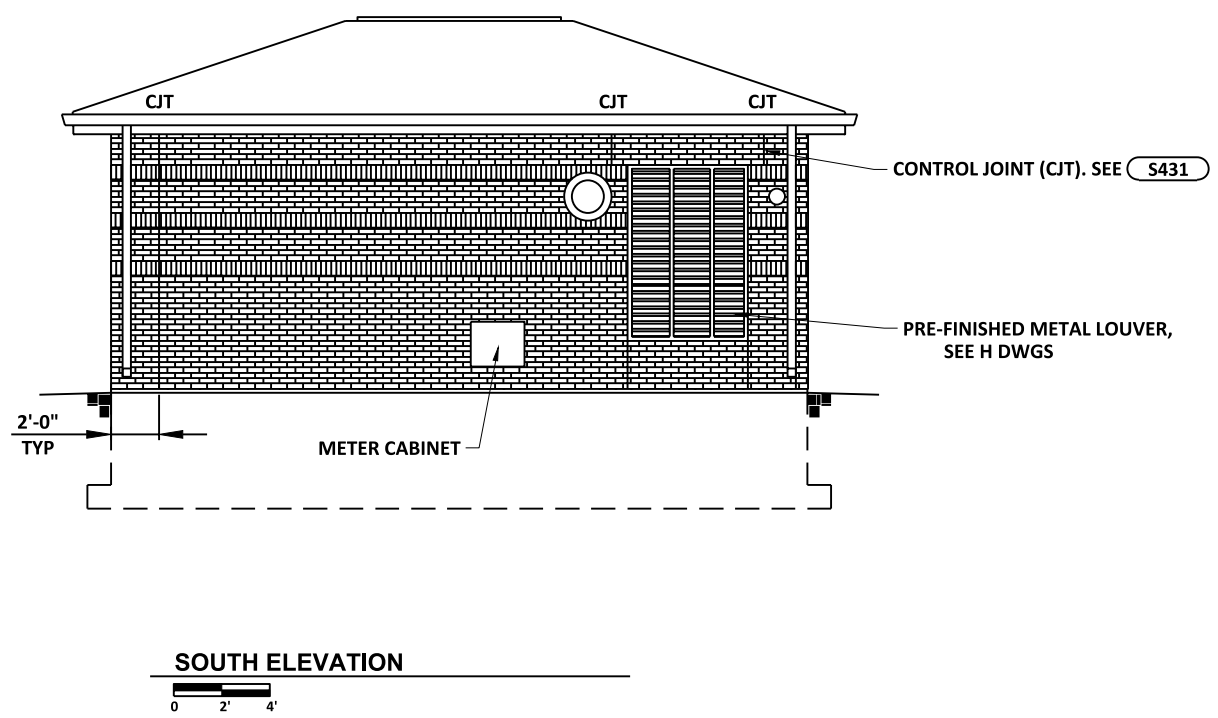 CJT CJT CJT
CONTROL JOINT (CJT). SEE S431
PRE-FINISHED METAL LOUVER,
SEE H DWGS
2'-0"
TYP
METER CABINET
SOUTH ELEVATION
0 2' 4'